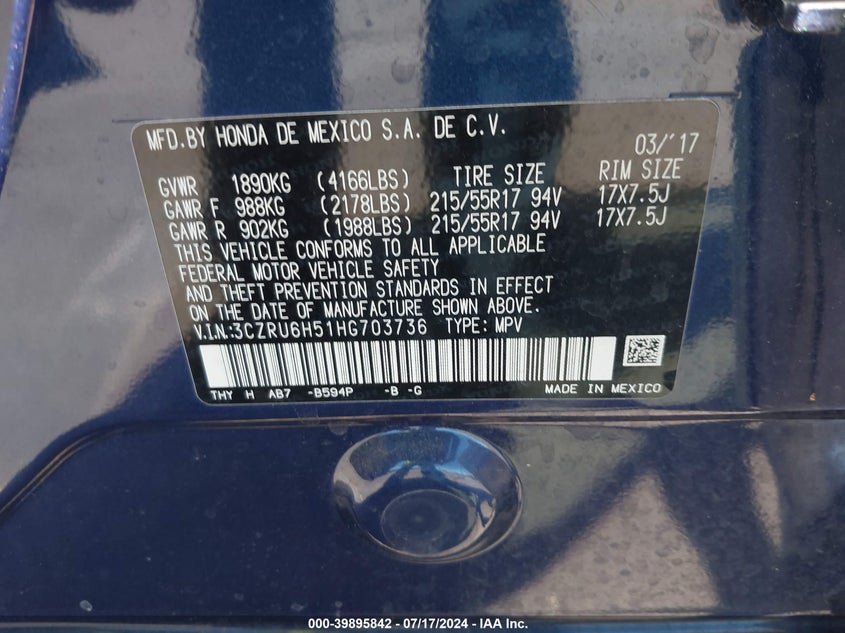 MFD.BY HONDA DE MEXICO S.A. DE C.V. 03/'17
GVWR 1890KG (4166LBS) TIRE SIZE RIM SIZE
GAWR F 988KG (2178LBS) 215/55R17 94V 17X7.5J
GAWR R 902KG (1988LBS) 215/55R17 94V 17X7.5J
THIS VEHICLE CONFORMS TO ALL APPLICABLE
FEDERAL MOTOR VEHICLE SAFETY
AND THEFT PREVENTION STANDARDS IN EFFECT
ON THE DATE OF MANUFACTURE SHOWN ABOVE.
V.I.N.:3CZRU6H51HG703736 TYPE: MPV
THY H AB7 -B594P -B -G MADE IN MEXICO
000-39895842 / 07/17/2024 - IAA Inc.